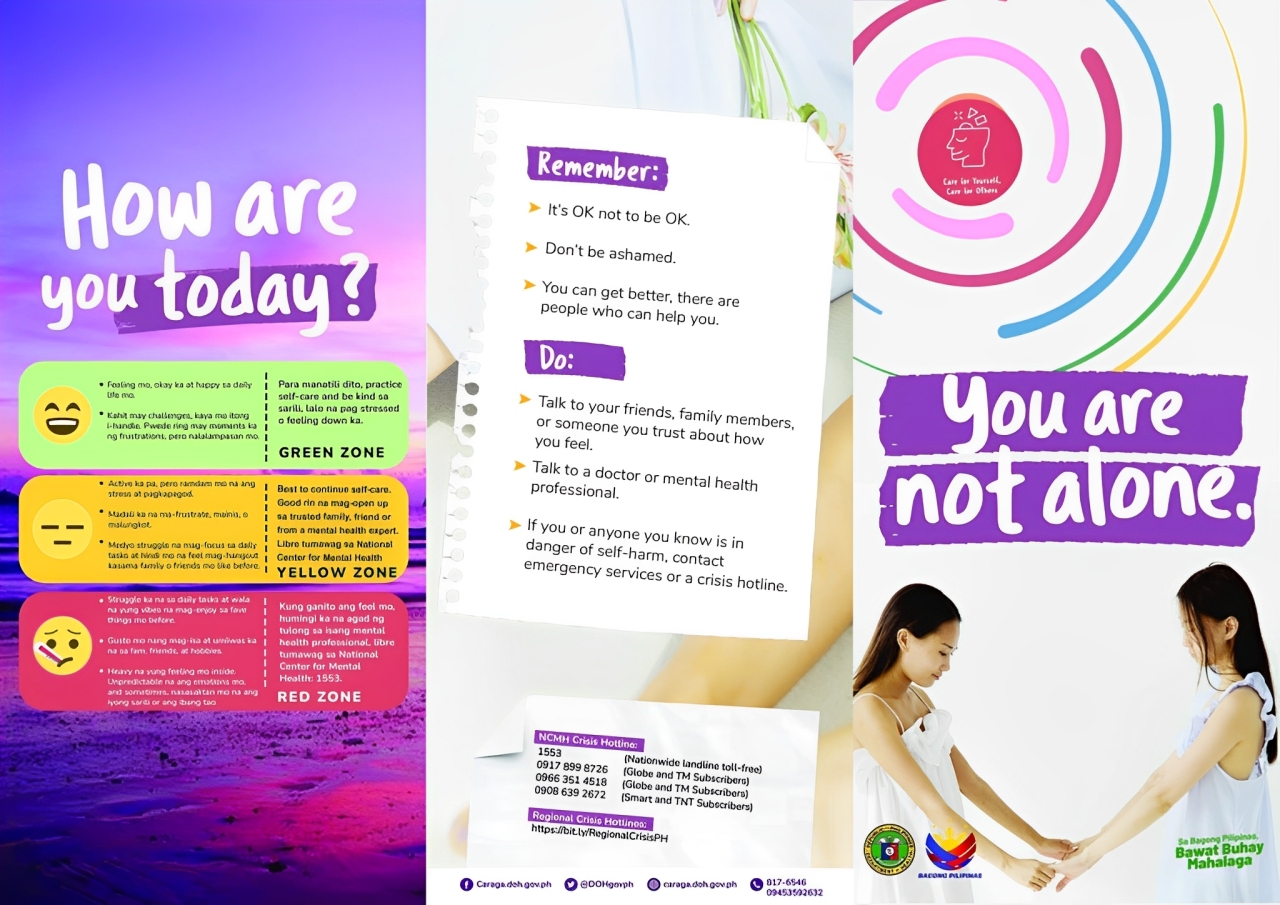 How are
you today?
• Feeling mo, okay ka at happy sa daily
life mo.
• Kahit may challenges, kaya mo itong
i-handle. Pwede ring may moments ka
ng frustrations, pero nalalampasan mo.
Para manatili dito, practice
self-care and be kind sa
sarili, lalo na pag stressed
o feeling down ka.
GREEN ZONE
• Active ka pa, pero ramdam mo na ang
stress at pagkapagod.
• Madali ka na ma-frustrate, mainis, o
malungkot.
• Medyo struggle na mag-focus sa daily
tasks at hindi mo na feel mag-hangout
kasama family o friends mo like before.
Best to continue self-care.
Good rin na mag-open up
sa trusted family, friend or
from a mental health expert.
Libre tumawag sa National
Center for Mental Health
YELLOW ZONE
• Struggle ka na sa daily tasks at wala
na yung vibes na mag-enjoy sa fave
things mo before.
• Gusto mo nang mag-isa at umiwas ka
na sa fam, friends, at hobbies.
• Heavy na yung feeling mo inside.
Unpredictable na ang emotions mo,
and sometimes, nasasaktan mo na ang
iyong sarili or ang ibang tao
Kung ganito ang feel mo,
humingi ka na agad ng
tulong sa isang mental
health professional, libre
tumawag sa National
Center for Mental
Health: 1553.
RED ZONE
Remember:
➤ It's OK not to be OK.
➤ Don't be ashamed.
➤ You can get better, there are
people who can help you.
Do:
➤ Talk to your friends, family members,
or someone you trust about how
you feel.
➤ Talk to a doctor or mental health
professional.
➤ If you or anyone you know is in
danger of self-harm, contact
emergency services or a crisis hotline.
NCMH Crisis Hotline:
1553 (Nationwide landline toll-free)
0917 899 8726 (Globe and TM Subscribers)
0966 351 4518 (Globe and TM Subscribers)
0908 639 2672 (Smart and TNT Subscribers)
Regional Crisis Hotlines:
https://bit.ly/RegionalCrisisPH
Caraga.doh.gov.ph @DOHgovph caraga.doh.gov.ph 817-6546
09453592632
Care for Yourself,
Care for Others
You are
not alone.
BAGONG PILIPINAS
Sa Bagong Pilipinas,
Bawat Buhay
Mahalaga